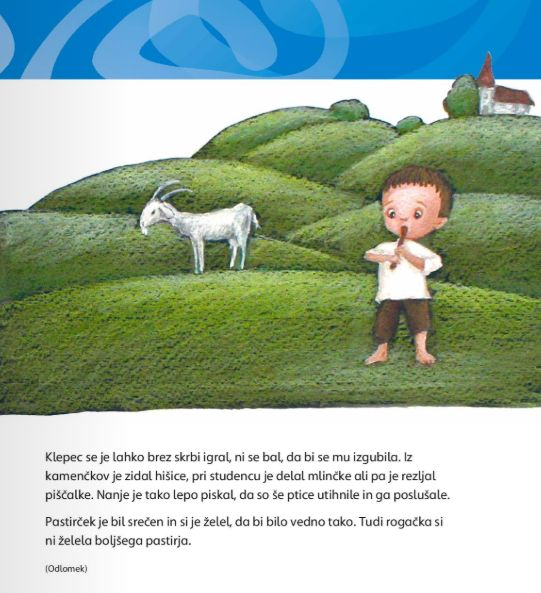 Klepec se je lahko brez skrbi igral, ni se bal, da bi se mu izgubila. Iz
kamenčkov je zidal hišice, pri studencu je delal mlinčke ali pa je rezljal
piščalke. Nanje je tako lepo piskal, da so še ptice utihnile in ga poslušale.
Pastirček je bil srečen in si je želel, da bi bilo vedno tako. Tudi rogačka si
ni želela boljšega pastirja.
(Odlomek)